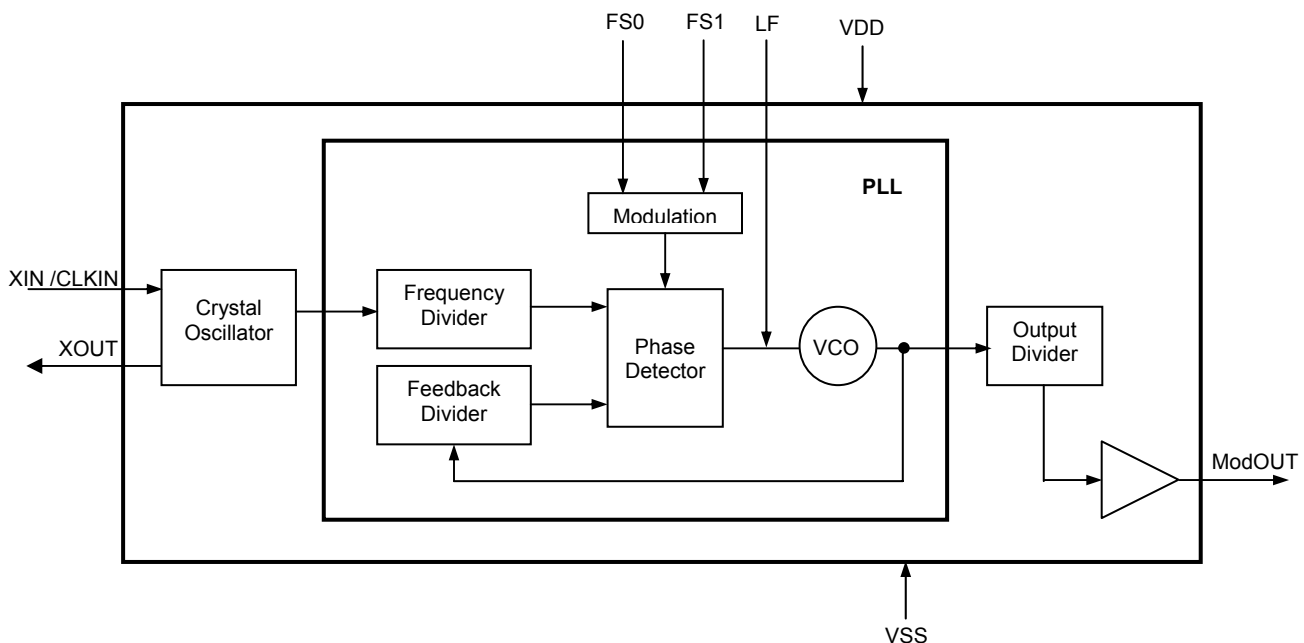 FS0
FS1
LF
VDD
PLL
Modulation
XIN /CLKIN
XOUT
Crystal
Oscillator
Frequency
Divider
Feedback
Divider
Phase
Detector
VCO
Output
Divider
ModOUT
VSS